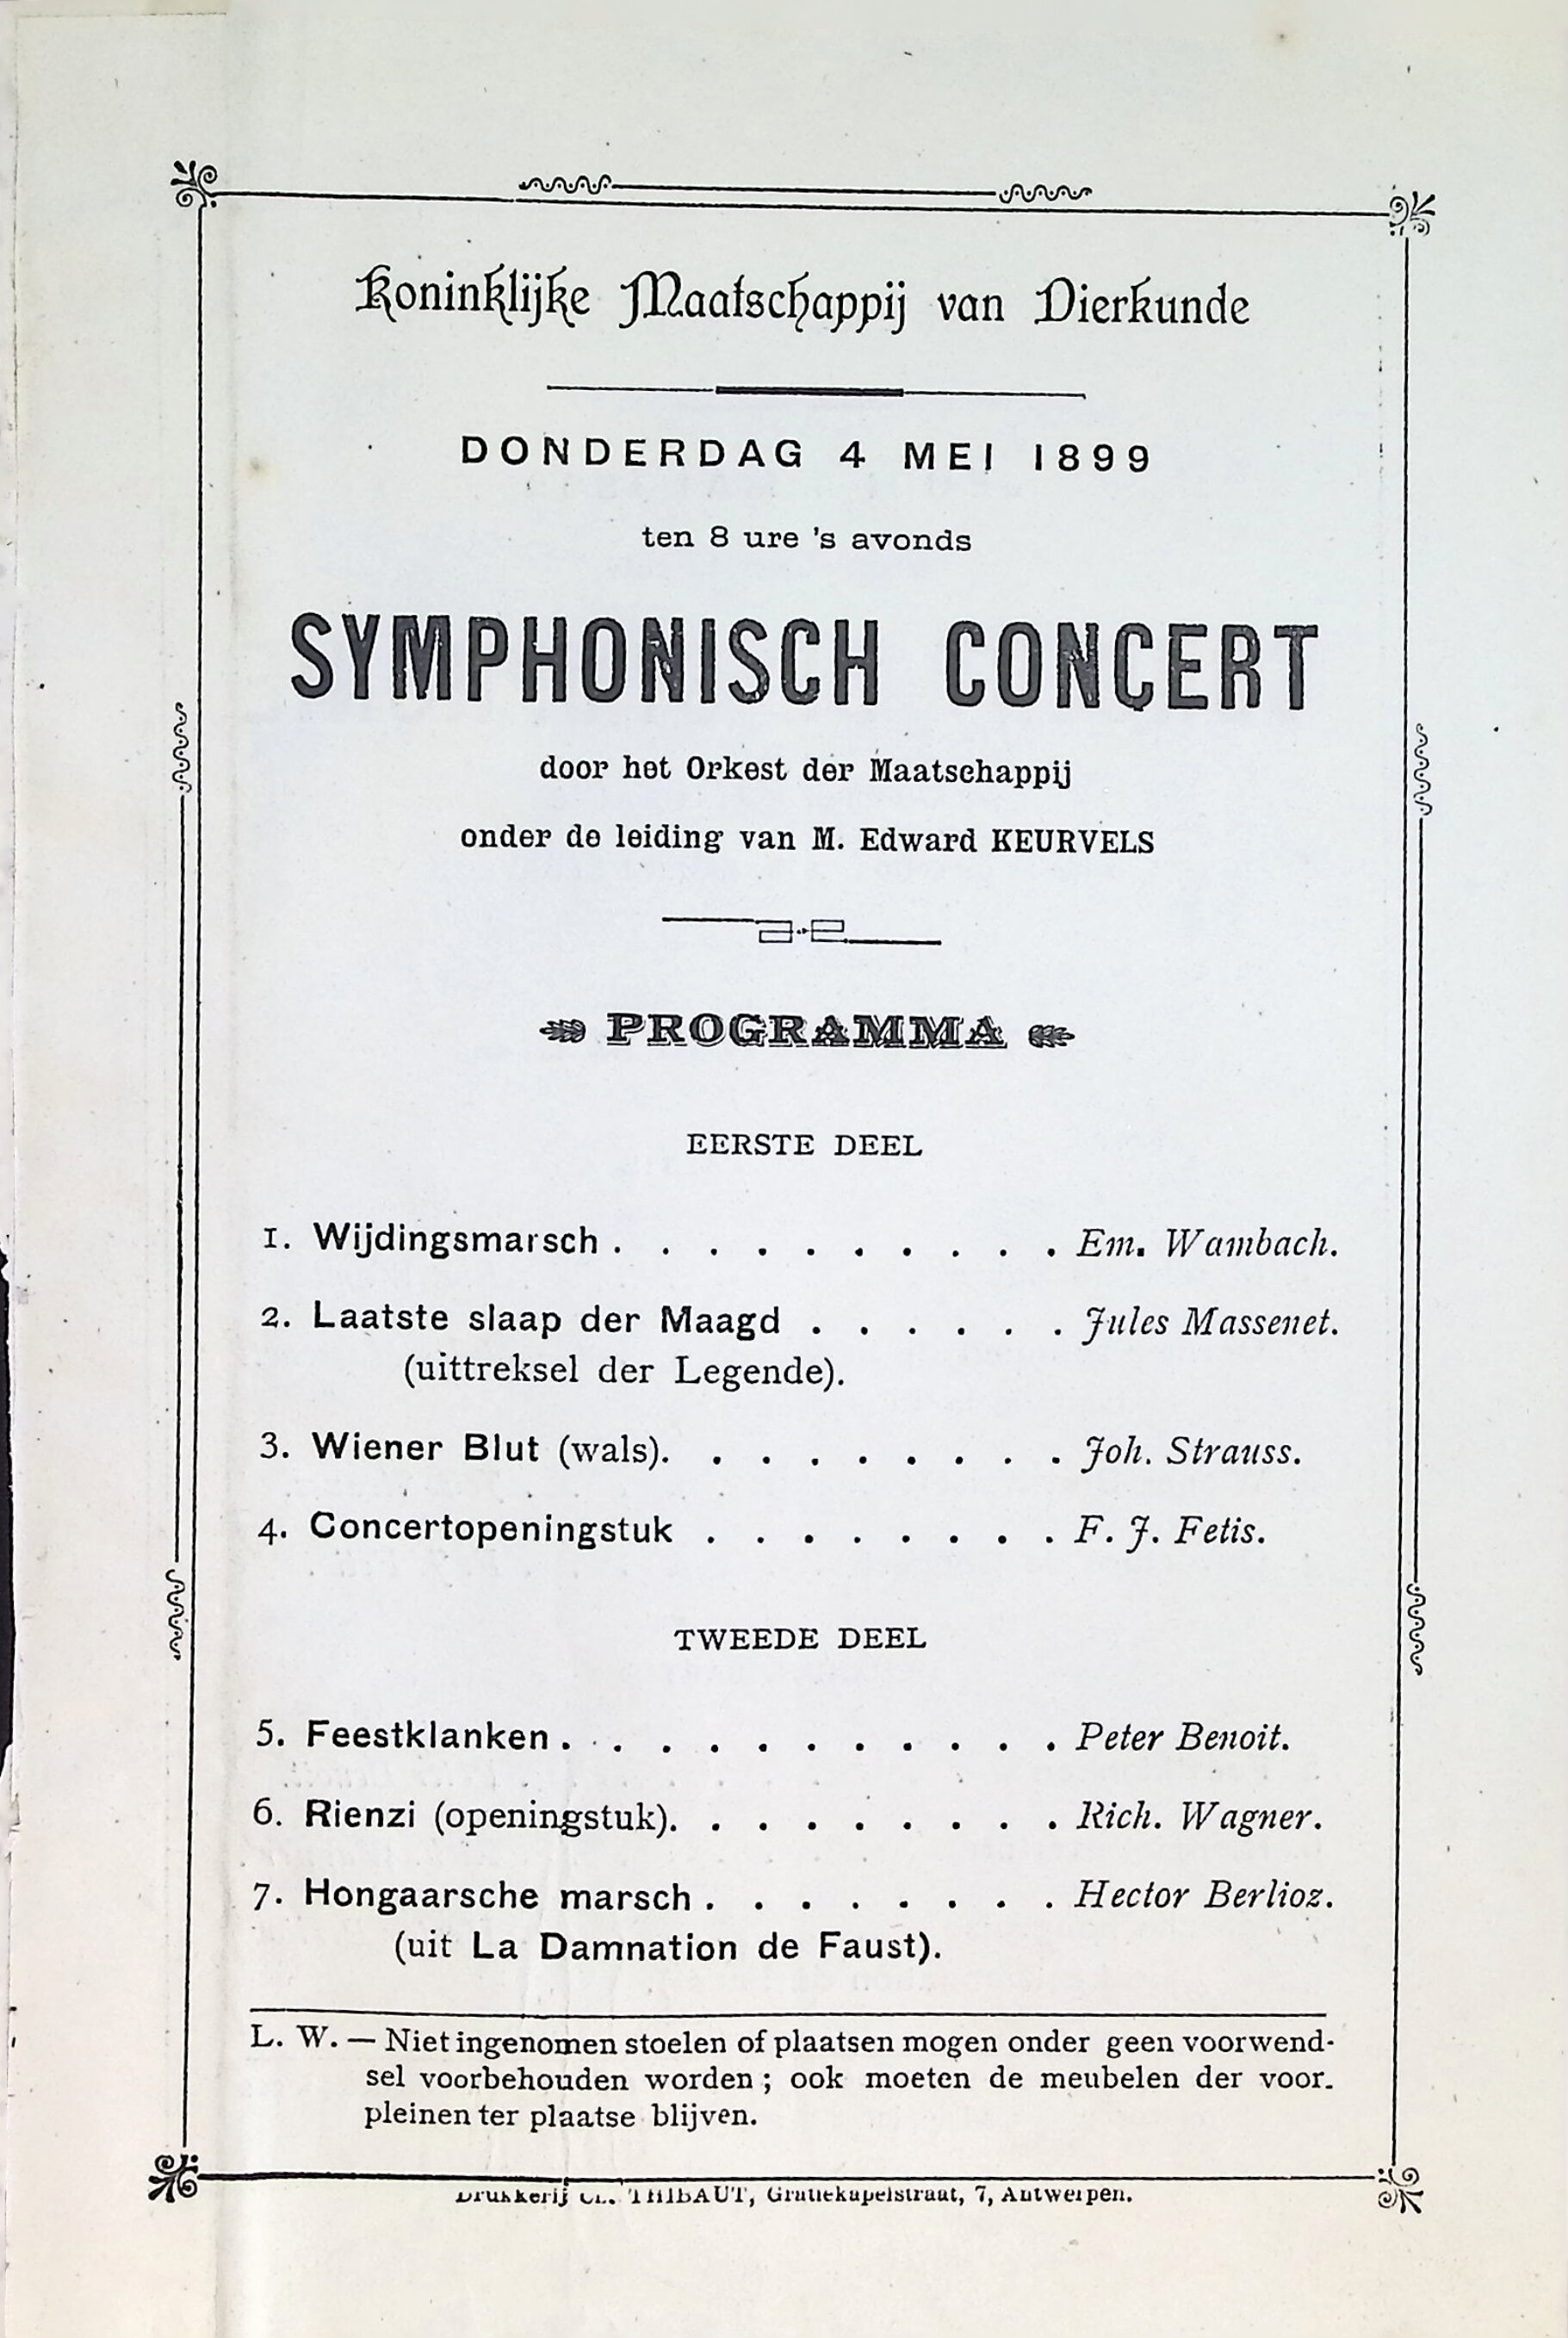 Koninklijke Maatschappij van Dierkunde
DONDERDAG 4 MEI 1899
ten 8 ure 's avonds
SYMPHONISCH CONCERT
door het Orkest der Maatschappij
onder de leiding van M. Edward KEURVELS
PROGRAMMA
EERSTE DEEL
1. Wijdingsmarsch . . . . . . . . . . Em. Wambach.
2. Laatste slaap der Maagd . . . . . . Jules Massenet.
(uittreksel der Legende).
3. Wiener Blut (wals). . . . . . . . . Joh. Strauss.
4. Concertopeningstuk . . . . . . . . F. J. Fetis.
TWEEDE DEEL
5. Feestklanken . . . . . . . . . . . Peter Benoit.
6. Rienzi (openingstuk). . . . . . . . . Rich. Wagner.
7. Hongaarsche marsch . . . . . . . . Hector Berlioz.
(uit La Damnation de Faust).
L. W. — Niet ingenomen stoelen of plaatsen mogen onder geen voorwend-
sel voorbehouden worden ; ook moeten de meubelen der voor-
pleinen ter plaatse blijven.
Drukkerij THIBAUT, Gratiekapelstraat, 7, Antwerpen.